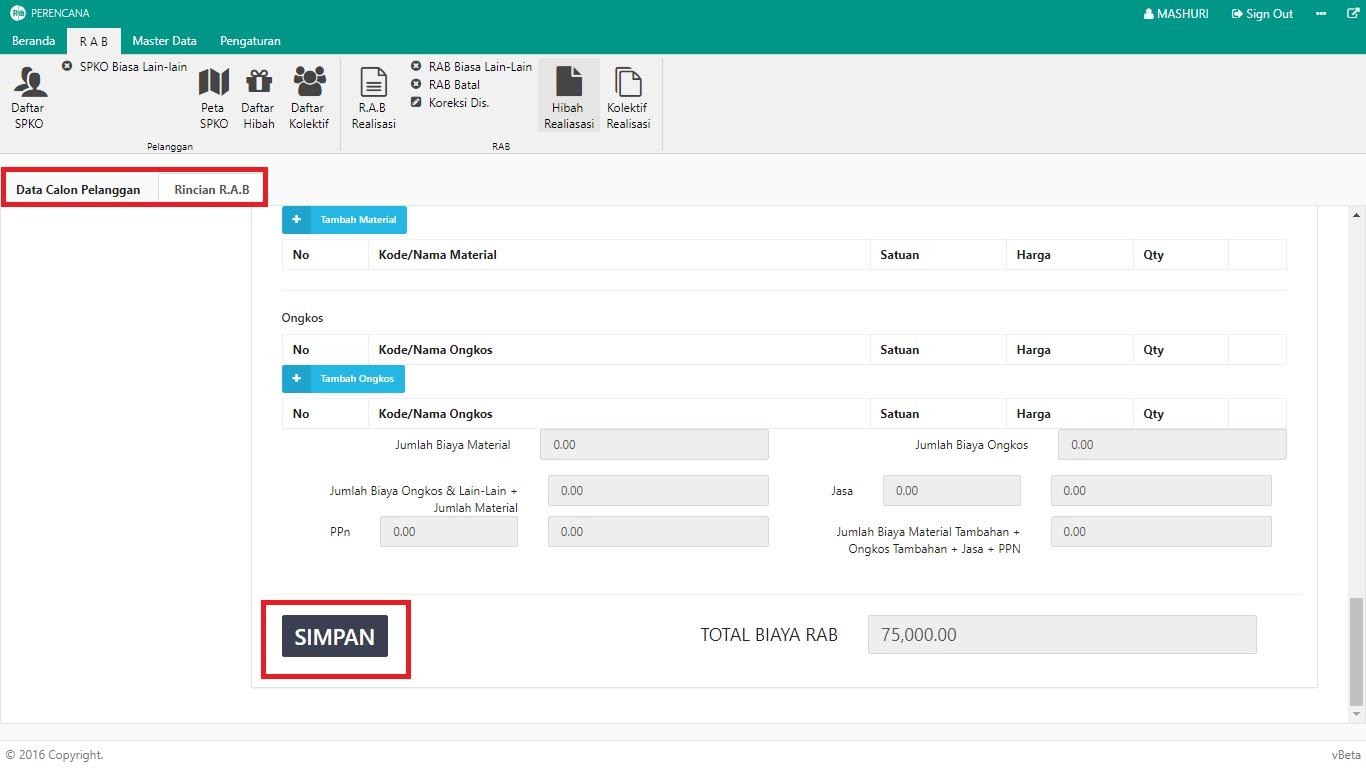 PERENCANA
MASHURI
Sign Out
Beranda
R A B
Master Data
Pengaturan
Daftar
SPKO
SPKO Biasa Lain-lain
Peta
SPKO
Daftar
Hibah
Daftar
Kolektif
Pelanggan
R.A.B
Realisasi
RAB Biasa Lain-Lain
RAB Batal
Koreksi Dis.
Hibah
Realiasasi
Kolektif
Realisasi
RAB
Data Calon Pelanggan
Rincian R.A.B
+ Tambah Material
No Kode/Nama Material Satuan Harga Qty
Ongkos
No Kode/Nama Ongkos Satuan Harga Qty
+ Tambah Ongkos
No Kode/Nama Ongkos Satuan Harga Qty
Jumlah Biaya Material 0.00 Jumlah Biaya Ongkos 0.00
Jumlah Biaya Ongkos & Lain-Lain +
Jumlah Material
0.00 Jasa 0.00 0.00
PPn 0.00 0.00
Jumlah Biaya Material Tambahan +
Ongkos Tambahan + Jasa + PPN
0.00
SIMPAN
TOTAL BIAYA RAB 75,000.00
© 2016 Copyright.
vBeta